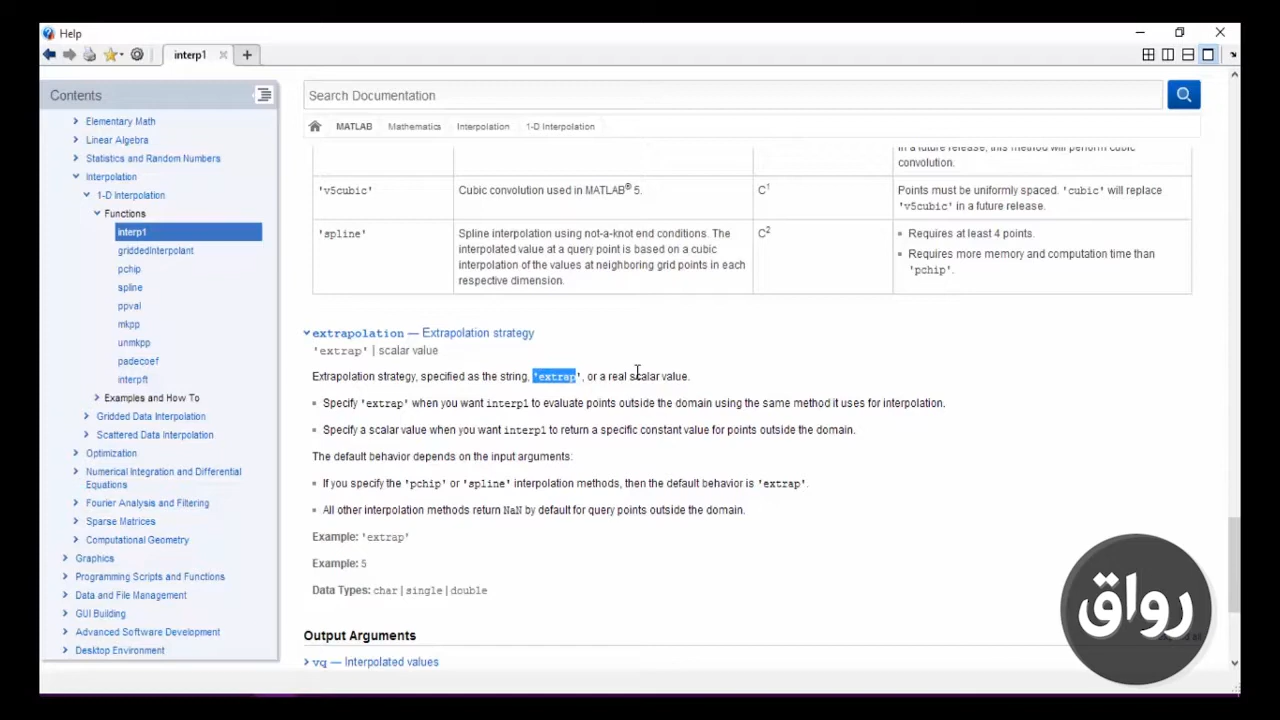 Help
interp1
Contents
Elementary Math
Linear Algebra
Statistics and Random Numbers
Interpolation
1-D Interpolation
Functions
interp1
griddedInterpolant
pchip
spline
ppval
mkpp
unmkpp
padecoef
interpft
Examples and How To
Gridded Data Interpolation
Scattered Data Interpolation
Optimization
Numerical Integration and Differential
Equations
Fourier Analysis and Filtering
Sparse Matrices
Computational Geometry
Graphics
Programming Scripts and Functions
Data and File Management
GUI Building
Advanced Software Development
Desktop Environment
Search Documentation
MATLAB Mathematics Interpolation 1-D Interpolation
in a future release, this method will perform cubic
convolution.
'v5cubic' Cubic convolution used in MATLAB® 5. C1 Points must be uniformly spaced. 'cubic' will replace
'v5cubic' in a future release.
'spline' Spline interpolation using not-a-knot end conditions. The
interpolated value at a query point is based on a cubic
interpolation of the values at neighboring grid points in each
respective dimension.
C2
Requires at least 4 points.
Requires more memory and computation time than
'pchip'.
extrapolation — Extrapolation strategy
'extrap' | scalar value
Extrapolation strategy, specified as the string, 'extrap', or a real scalar value.
Specify 'extrap' when you want interp1 to evaluate points outside the domain using the same method it uses for interpolation.
Specify a scalar value when you want interp1 to return a specific constant value for points outside the domain.
The default behavior depends on the input arguments:
If you specify the 'pchip' or 'spline' interpolation methods, then the default behavior is 'extrap'.
All other interpolation methods return NaN by default for query points outside the domain.
Example: 'extrap'
Example: 5
Data Types: char | single | double
Output Arguments
vq — Interpolated values
رواق